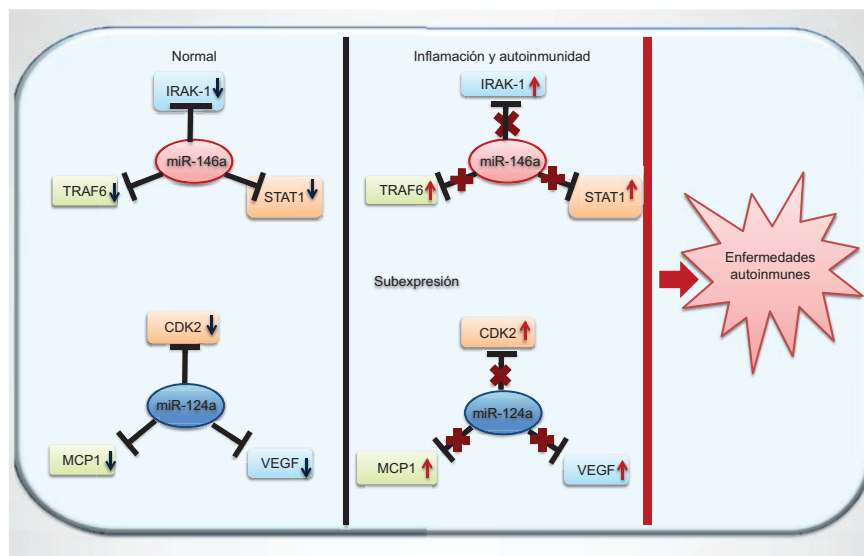 Normal
Inflamación y autoinmunidad
IRAK-1
IRAK-1
miR-146a
miR-146a
TRAF6
STAT1
TRAF6
STAT1
Enfermedades
autoinmunes
Subexpresión
CDK2
CDK2
miR-124a
miR-124a
MCP1
VEGF
MCP1
VEGF